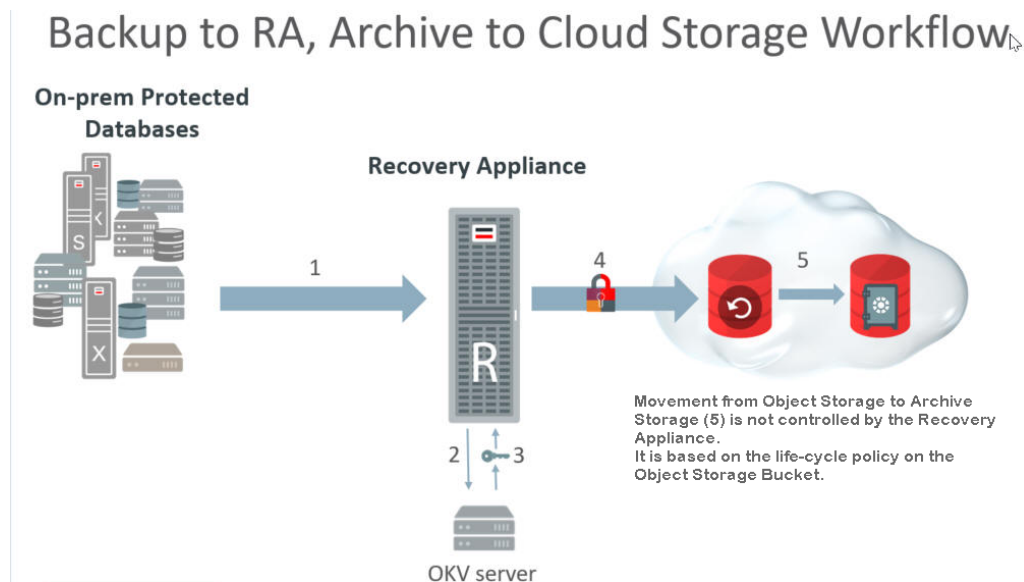 Backup to RA, Archive to Cloud Storage Workflow
On-prem Protected
Databases
Recovery Appliance
K
S
X
1
R
4
5
2
3
Movement from Object Storage to Archive
Storage (5) is not controlled by the Recovery
Appliance.
It is based on the life-cycle policy on the
Object Storage Bucket.
OKV server